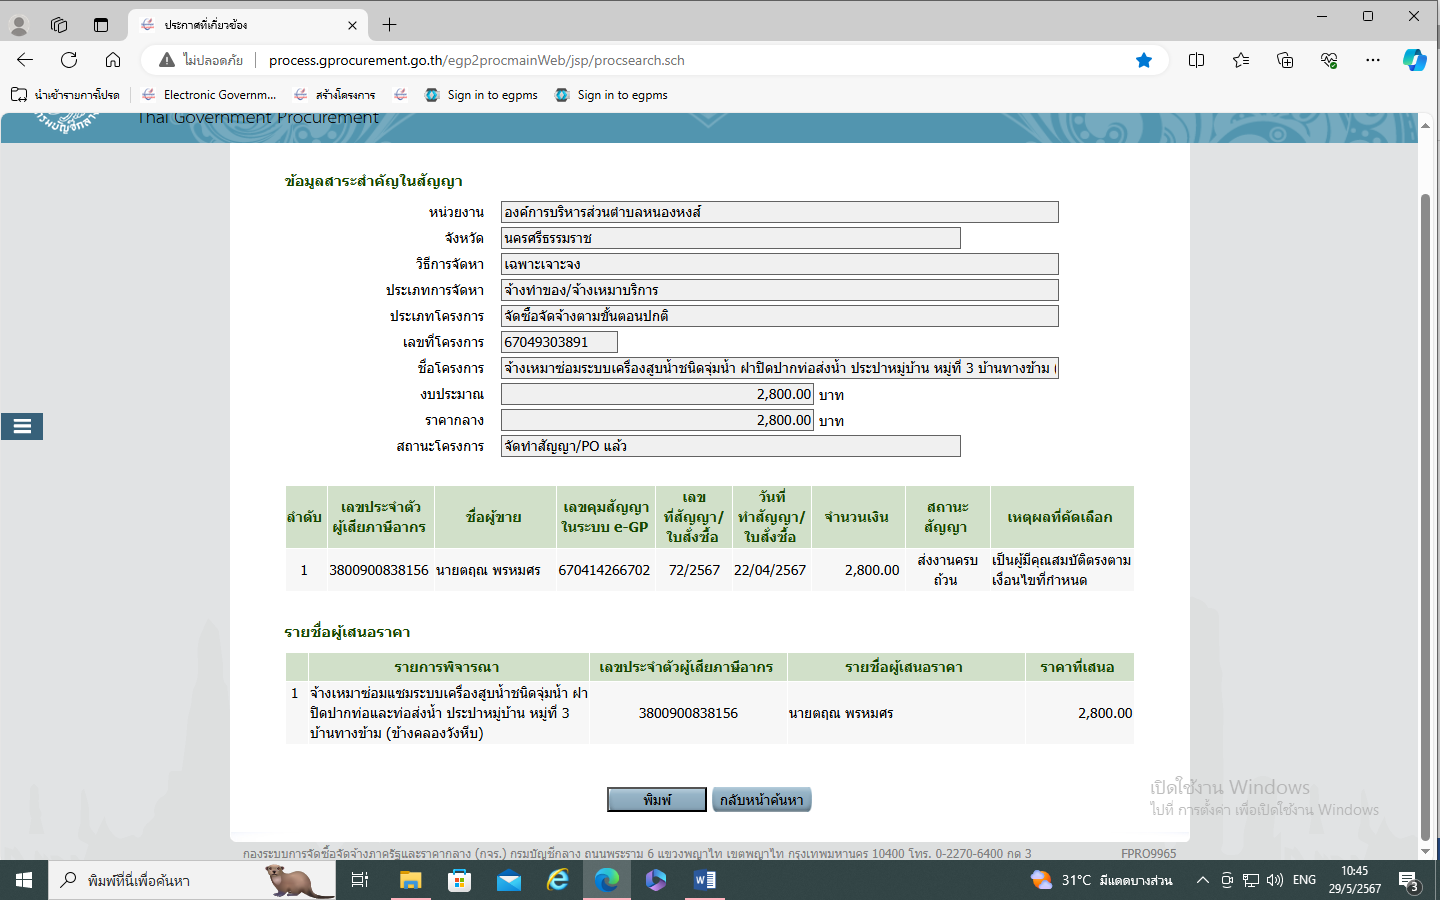 ประกาศที่เกี่ยวข้อง
ไม่ปลอดภัย process.gprocurement.go.th/egp2procmainWeb/jsp/procsearch.sch
นำเข้ารายการโปรด Electronic Governm... สร้างโครงการ Sign in to egpms Sign in to egpms
Thai Government Procurement
ข้อมูลสาระสำคัญในสัญญา
หน่วยงาน องค์การบริหารส่วนตำบลหนองหงส์
จังหวัด นครศรีธรรมราช
วิธีการจัดหา เฉพาะเจาะจง
ประเภทการจัดหา จ้างทำของ/จ้างเหมาบริการ
ประเภทโครงการ จัดซื้อจัดจ้างตามขั้นตอนปกติ
เลขที่โครงการ 67049303891
ชื่อโครงการ จ้างเหมาซ่อมระบบเครื่องสูบน้ำชนิดจุ่มน้ำ ฝาปิดปากท่อส่งน้ำ ประปาหมู่บ้าน หมู่ที่ 3 บ้านทางข้าม (
งบประมาณ 2,800.00 บาท
ราคากลาง 2,800.00 บาท
สถานะโครงการ จัดทำสัญญา/PO แล้ว
ลำดับ เลขประจำตัวผู้เสียภาษีอากร ชื่อผู้ขาย เลขคุมสัญญาในระบบ e-GP เลขที่สัญญา/ใบสั่งซื้อ วันที่ทำสัญญา/ใบสั่งซื้อ จำนวนเงิน สถานะสัญญา เหตุผลที่คัดเลือก
1 3800900838156 นายตฤณ พรหมศร 670414266702 72/2567 22/04/2567 2,800.00 ส่งงานครบถ้วน เป็นผู้มีคุณสมบัติตรงตามเงื่อนไขที่กำหนด
รายชื่อผู้เสนอราคา
รายการพิจารณา เลขประจำตัวผู้เสียภาษีอากร รายชื่อผู้เสนอราคา ราคาที่เสนอ
1 จ้างเหมาซ่อมแซมระบบเครื่องสูบน้ำชนิดจุ่มน้ำ ฝาปิดปากท่อและท่อส่งน้ำ ประปาหมู่บ้าน หมู่ที่ 3 บ้านทางข้าม (ข้างคลองวังหีบ) 3800900838156 นายตฤณ พรหมศร 2,800.00
พิมพ์ กลับหน้าค้นหา
เปิดใช้งาน Windows
ไปที่ การตั้งค่า เพื่อเปิดใช้งาน Windows
กองระบบการจัดซื้อจัดจ้างภาครัฐและราคากลาง (กจร.) กรมบัญชีกลาง ถนนพระราม 6 แขวงพญาไท เขตพญาไท กรุงเทพมหานคร 10400 โทร. 0-2270-6400 กด 3 FPRO9965
พิมพ์ที่นี่เพื่อค้นหา 31°C มีแดดบางส่วน ENG 10:45
29/5/2567 3